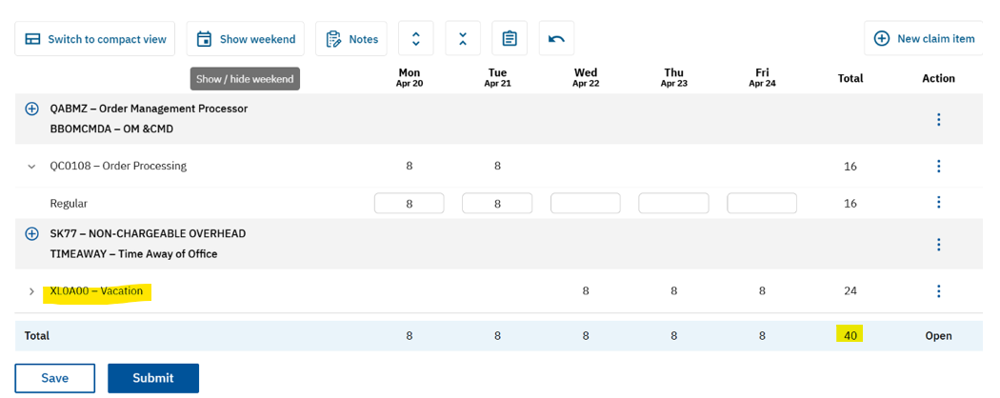 Switch to compact view Show weekend Notes New claim item
Show / hide weekend
Mon Tue Wed Thu Fri Total Action
Apr 20 Apr 21 Apr 22 Apr 23 Apr 24
QABMZ – Order Management Processor
BBOMCMDA – OM &CMD
QC0108 – Order Processing 8 8 16
Regular 8 8 16
SK77 – NON-CHARGEABLE OVERHEAD
TIMEAWAY – Time Away of Office
XL0A00 – Vacation 8 8 8 24
Total 8 8 8 8 8 40 Open
Save Submit